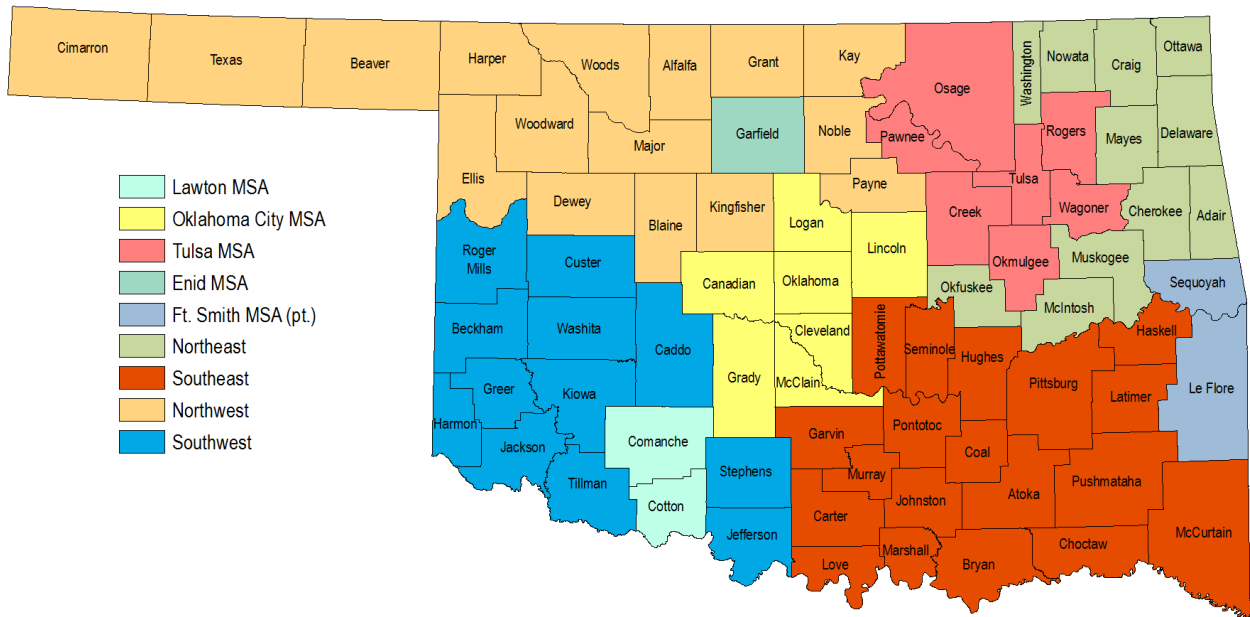 Cimarron
Texas
Beaver
Harper
Woods
Alfalfa
Grant
Kay
Osage
Washington
Nowata
Craig
Ottawa
Woodward
Major
Garfield
Noble
Pawnee
Rogers
Mayes
Delaware
Ellis
Dewey
Blaine
Kingfisher
Logan
Payne
Creek
Tulsa
Wagoner
Cherokee
Adair
Roger
Mills
Custer
Canadian
Oklahoma
Lincoln
Okmulgee
Okfuskee
Muskogee
McIntosh
Sequoyah
Beckham
Washita
Caddo
Grady
Cleveland
McClain
Pottawatomie
Seminole
Hughes
Pittsburg
Haskell
Latimer
Le Flore
Harmon
Greer
Kiowa
Jackson
Tillman
Comanche
Cotton
Stephens
Jefferson
Garvin
Pontotoc
Coal
Murray
Carter
Johnston
Atoka
Pushmataha
McCurtain
Love
Marshall
Bryan
Choctaw
Lawton MSA
Oklahoma City MSA
Tulsa MSA
Enid MSA
Ft. Smith MSA (pt.)
Northeast
Southeast
Northwest
Southwest